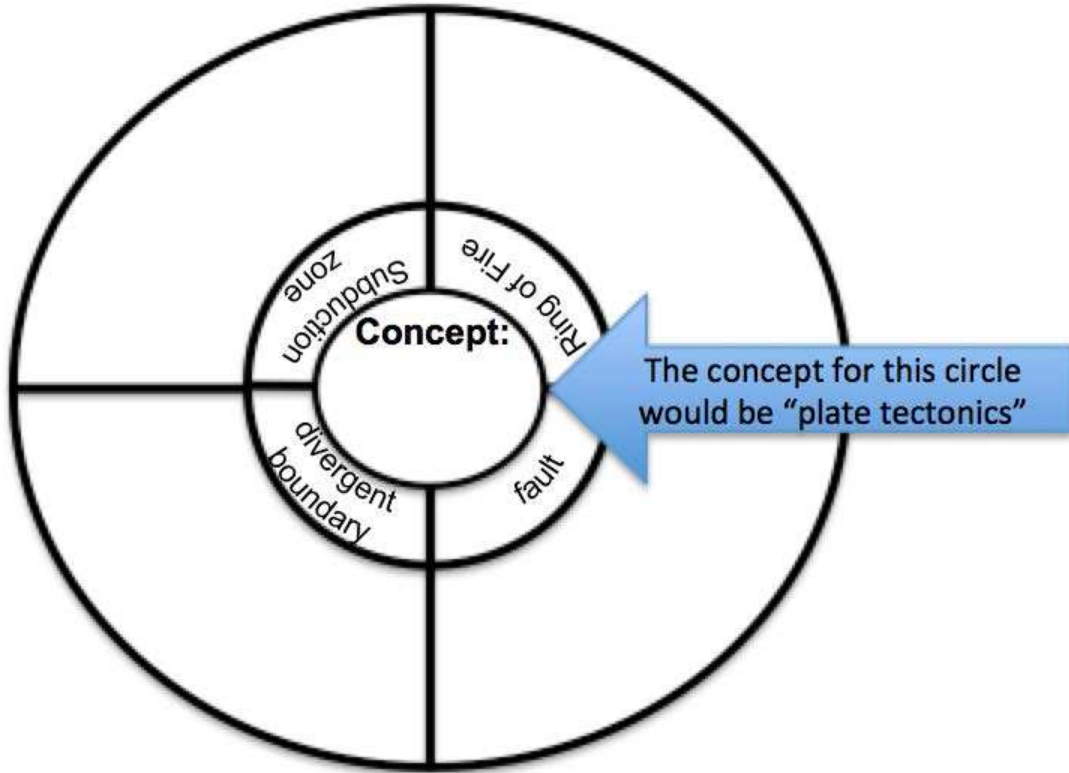 Subduction
zone
Ring of Fire
Concept:
The concept for this circle
would be “plate tectonics”
divergent
boundary
fault